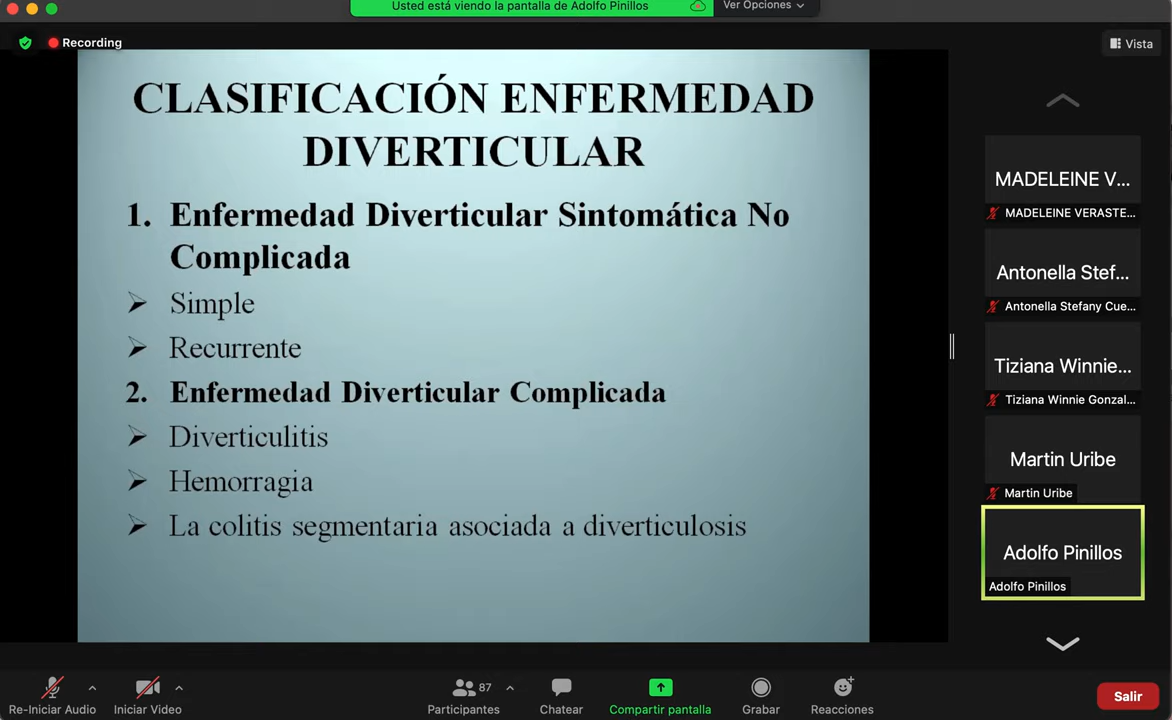 Usted está viendo la pantalla de Adolfo Pinillos
Ver Opciones
Recording
Vista
CLASIFICACIÓN ENFERMEDAD
DIVERTICULAR
1. Enfermedad Diverticular Sintomática No
Complicada
➢ Simple
➢ Recurrente
2. Enfermedad Diverticular Complicada
➢ Diverticulitis
➢ Hemorragia
➢ La colitis segmentaria asociada a diverticulosis
MADELEINE V...
MADELEINE VERASTE...
Antonella Stef...
Antonella Stefany Cue...
Tiziana Winnie...
Tiziana Winnie Gonzal...
Martin Uribe
Martin Uribe
Adolfo Pinillos
Adolfo Pinillos
Re-Iniciar Audio
Iniciar Video
87
Participantes
Chatear
Compartir pantalla
Grabar
Reacciones
Salir